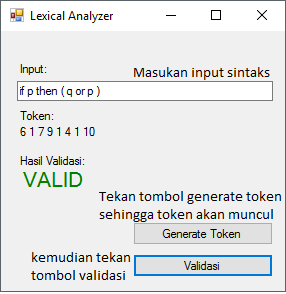 Lexical Analyzer
Input:
Masukan input sintaks
if p then ( q or p )
Token:
6 1 7 9 1 4 1 10
Hasil Validasi:
VALID
Tekan tombol generate token
sehingga token akan muncul
Generate Token
kemudian tekan
tombol validasi
Validasi